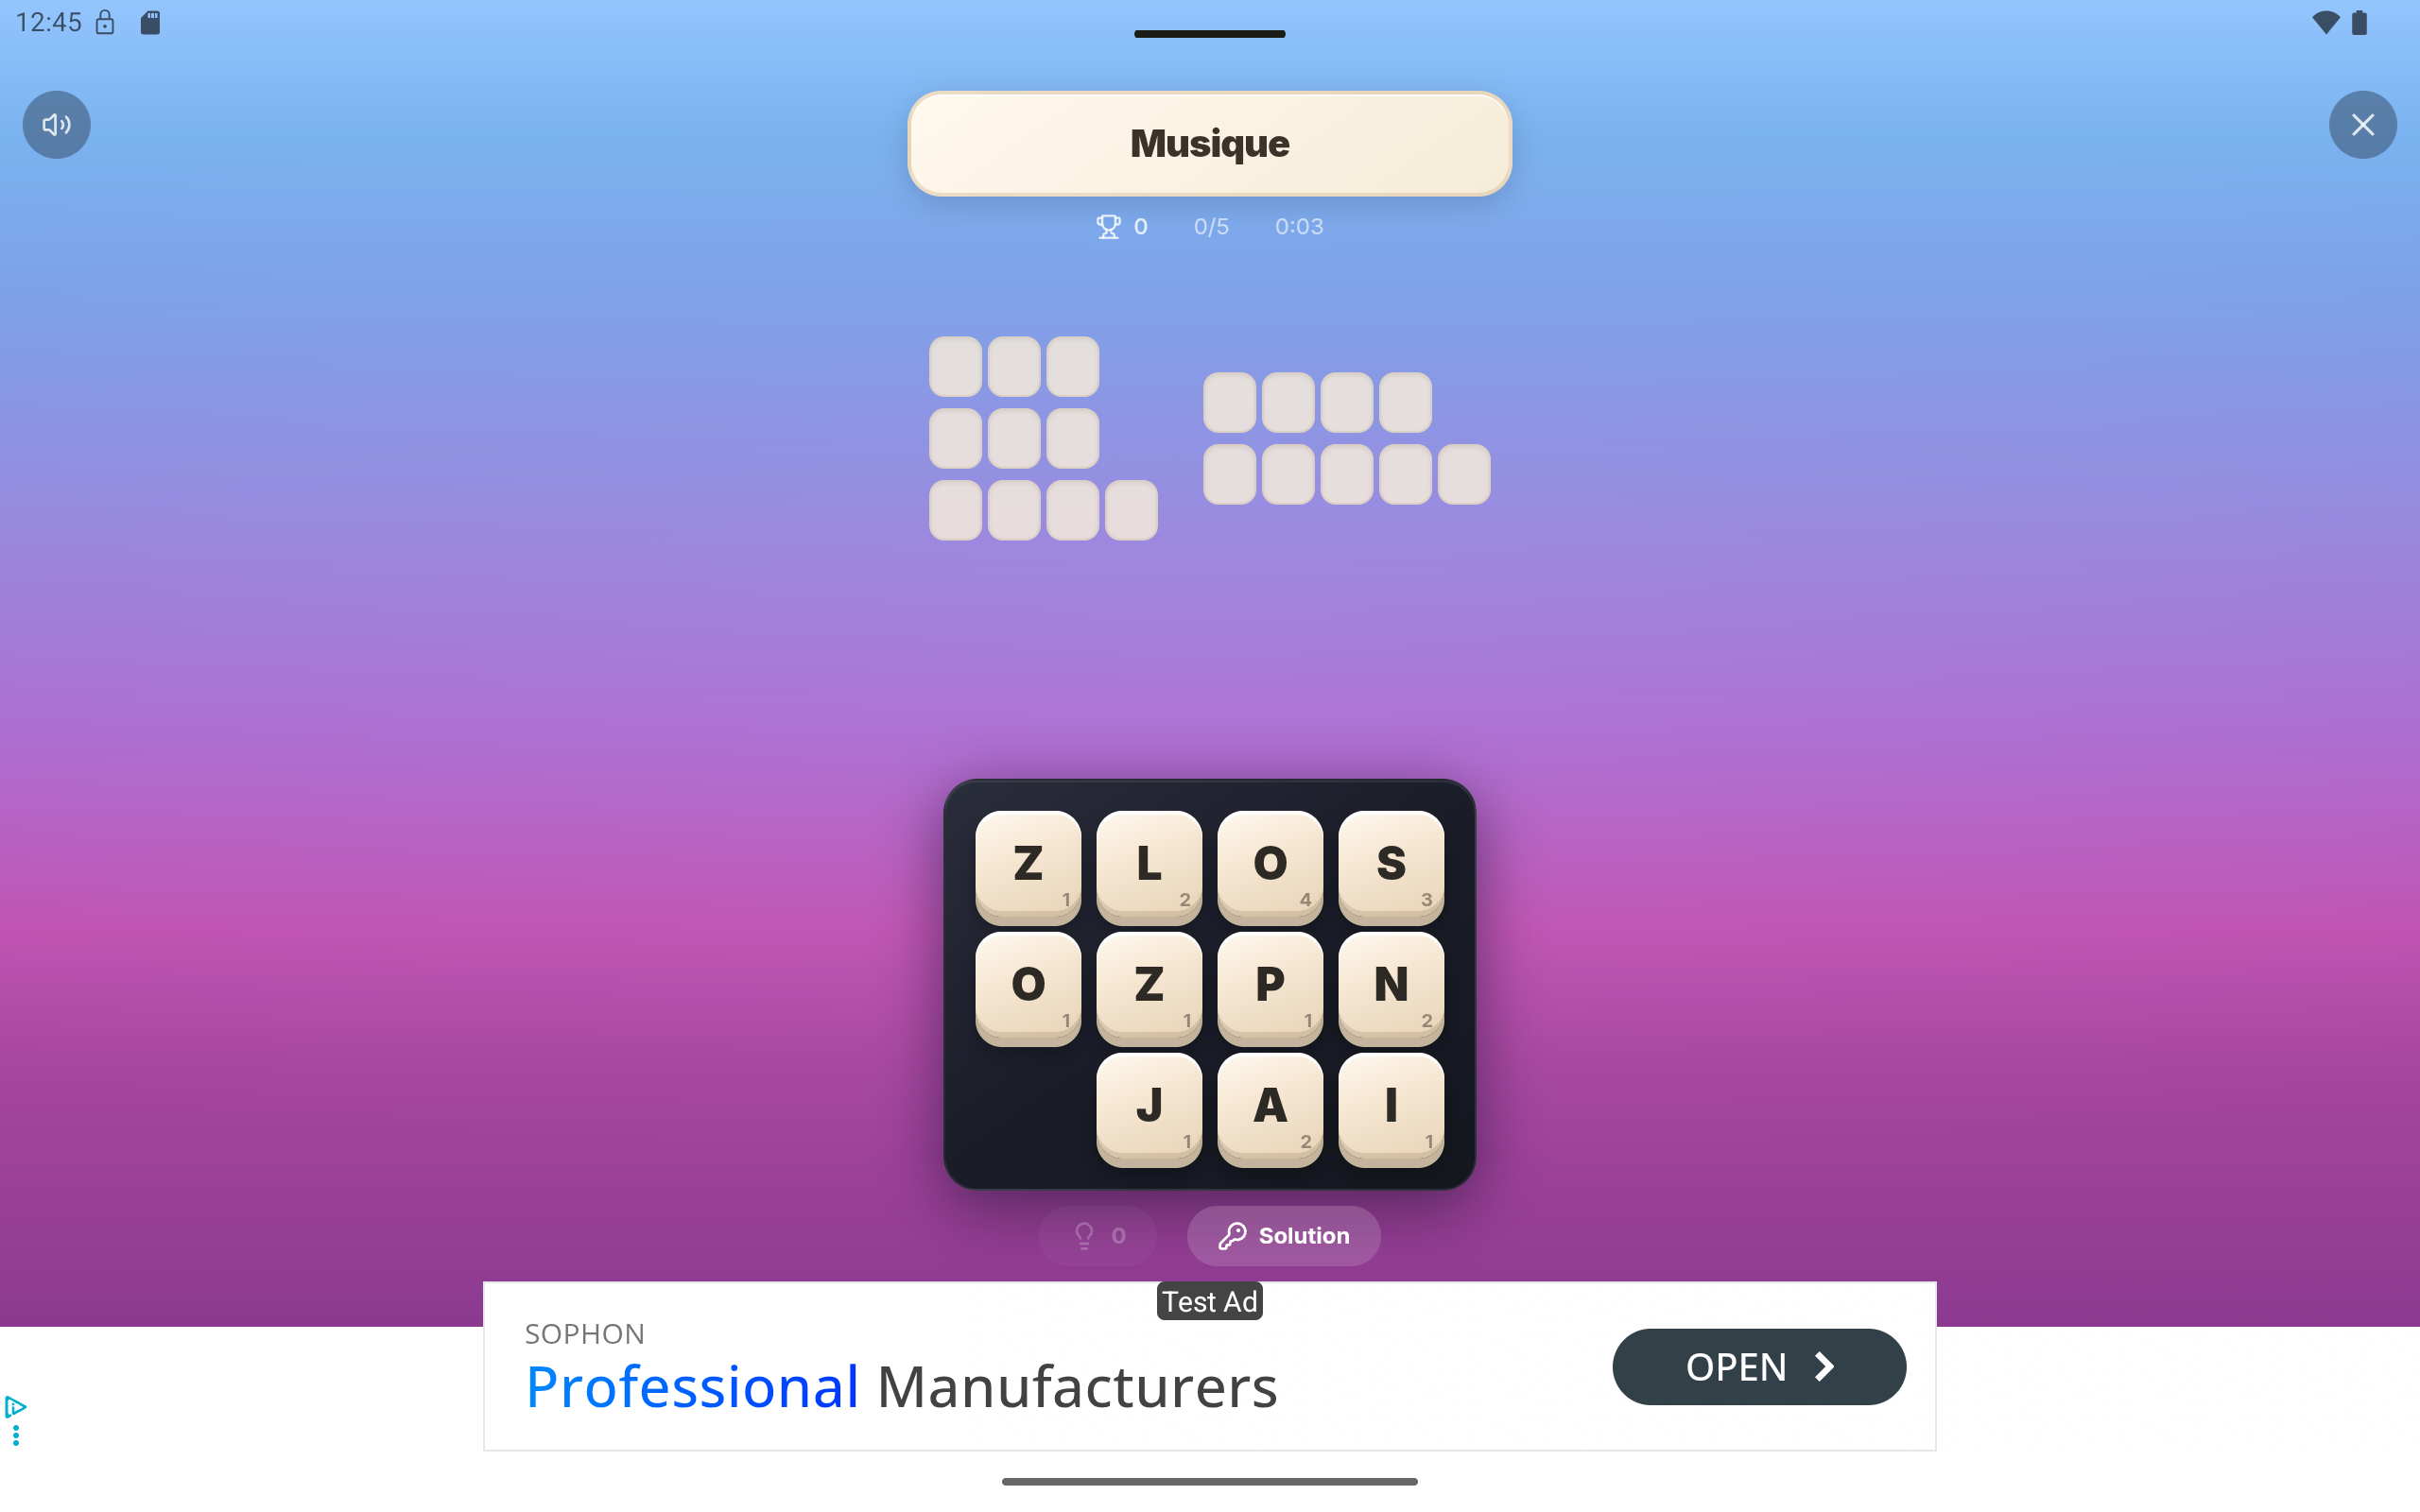 12:45
Musique
0 0/5 0:03
Z 1 L 2 O 4 S 3
O 1 Z 1 P 1 N 2
J 1 A 2 I 1
0 Solution
Test Ad
SOPHON
Professional Manufacturers
OPEN